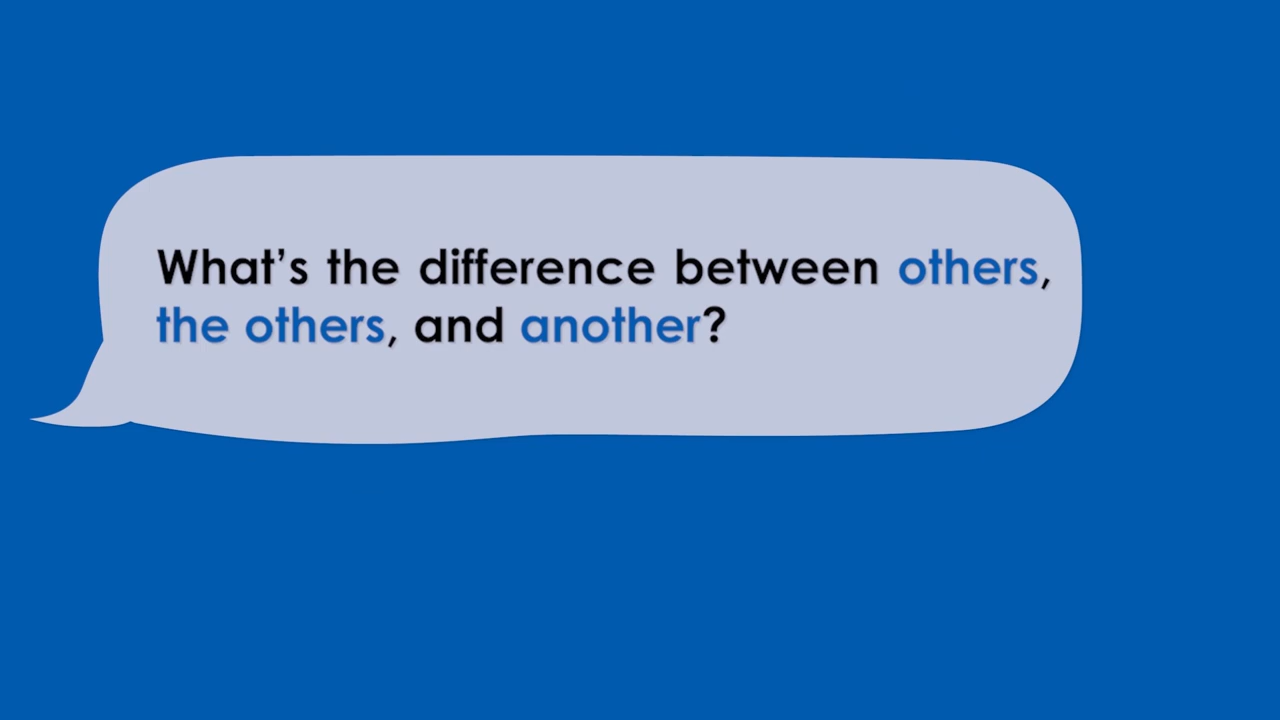 What’s the difference between others,
the others, and another?